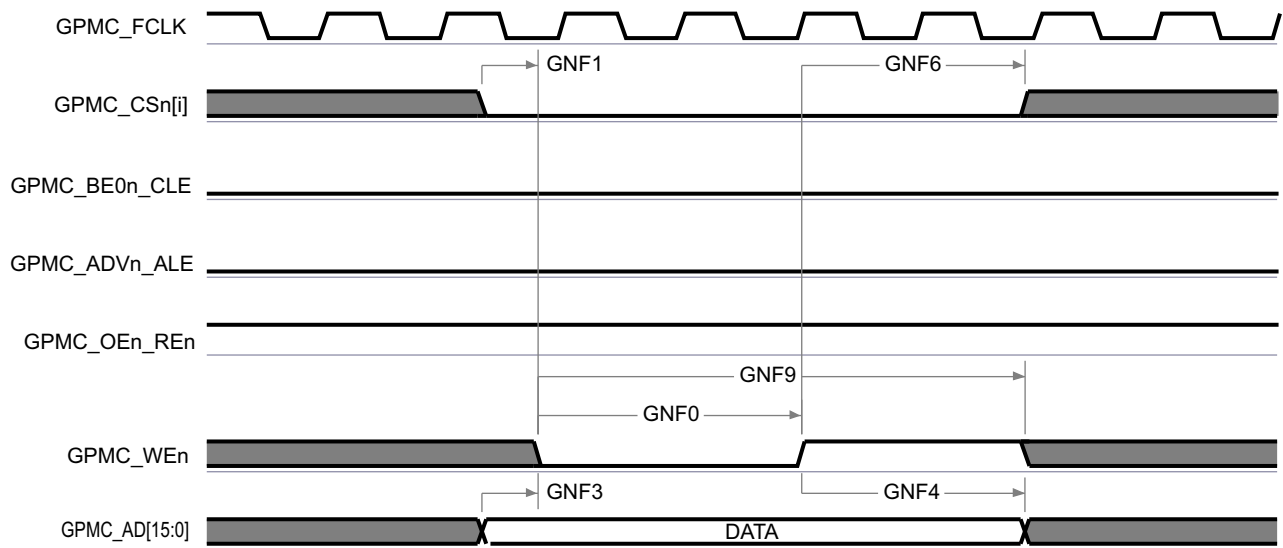 GPMC_FCLK
GNF1
GNF6
GPMC_CSn[i]
GPMC_BE0n_CLE
GPMC_ADVn_ALE
GPMC_OEn_REn
GNF9
GNF0
GPMC_WEn
GNF3
GNF4
GPMC_AD[15:0]
DATA